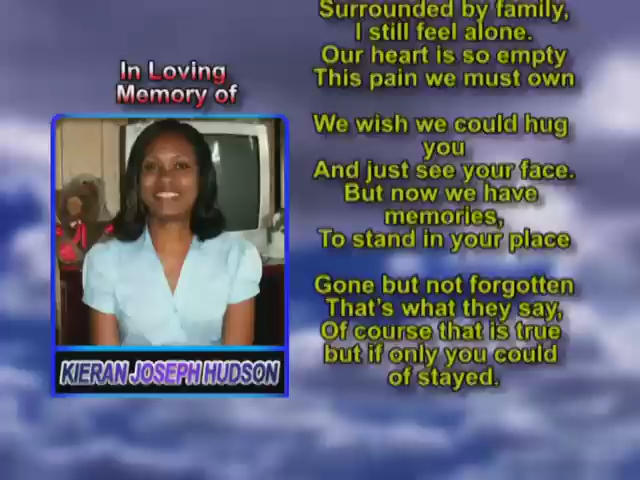 In Loving
Memory of
KIERAN JOSEPH HUDSON
Surrounded by family,
I still feel alone.
Our heart is so empty
This pain we must own
We wish we could hug
you
And just see your face.
But now we have
memories,
To stand in your place
Gone but not forgotten
That's what they say,
Of course that is true
but if only you could
of stayed.